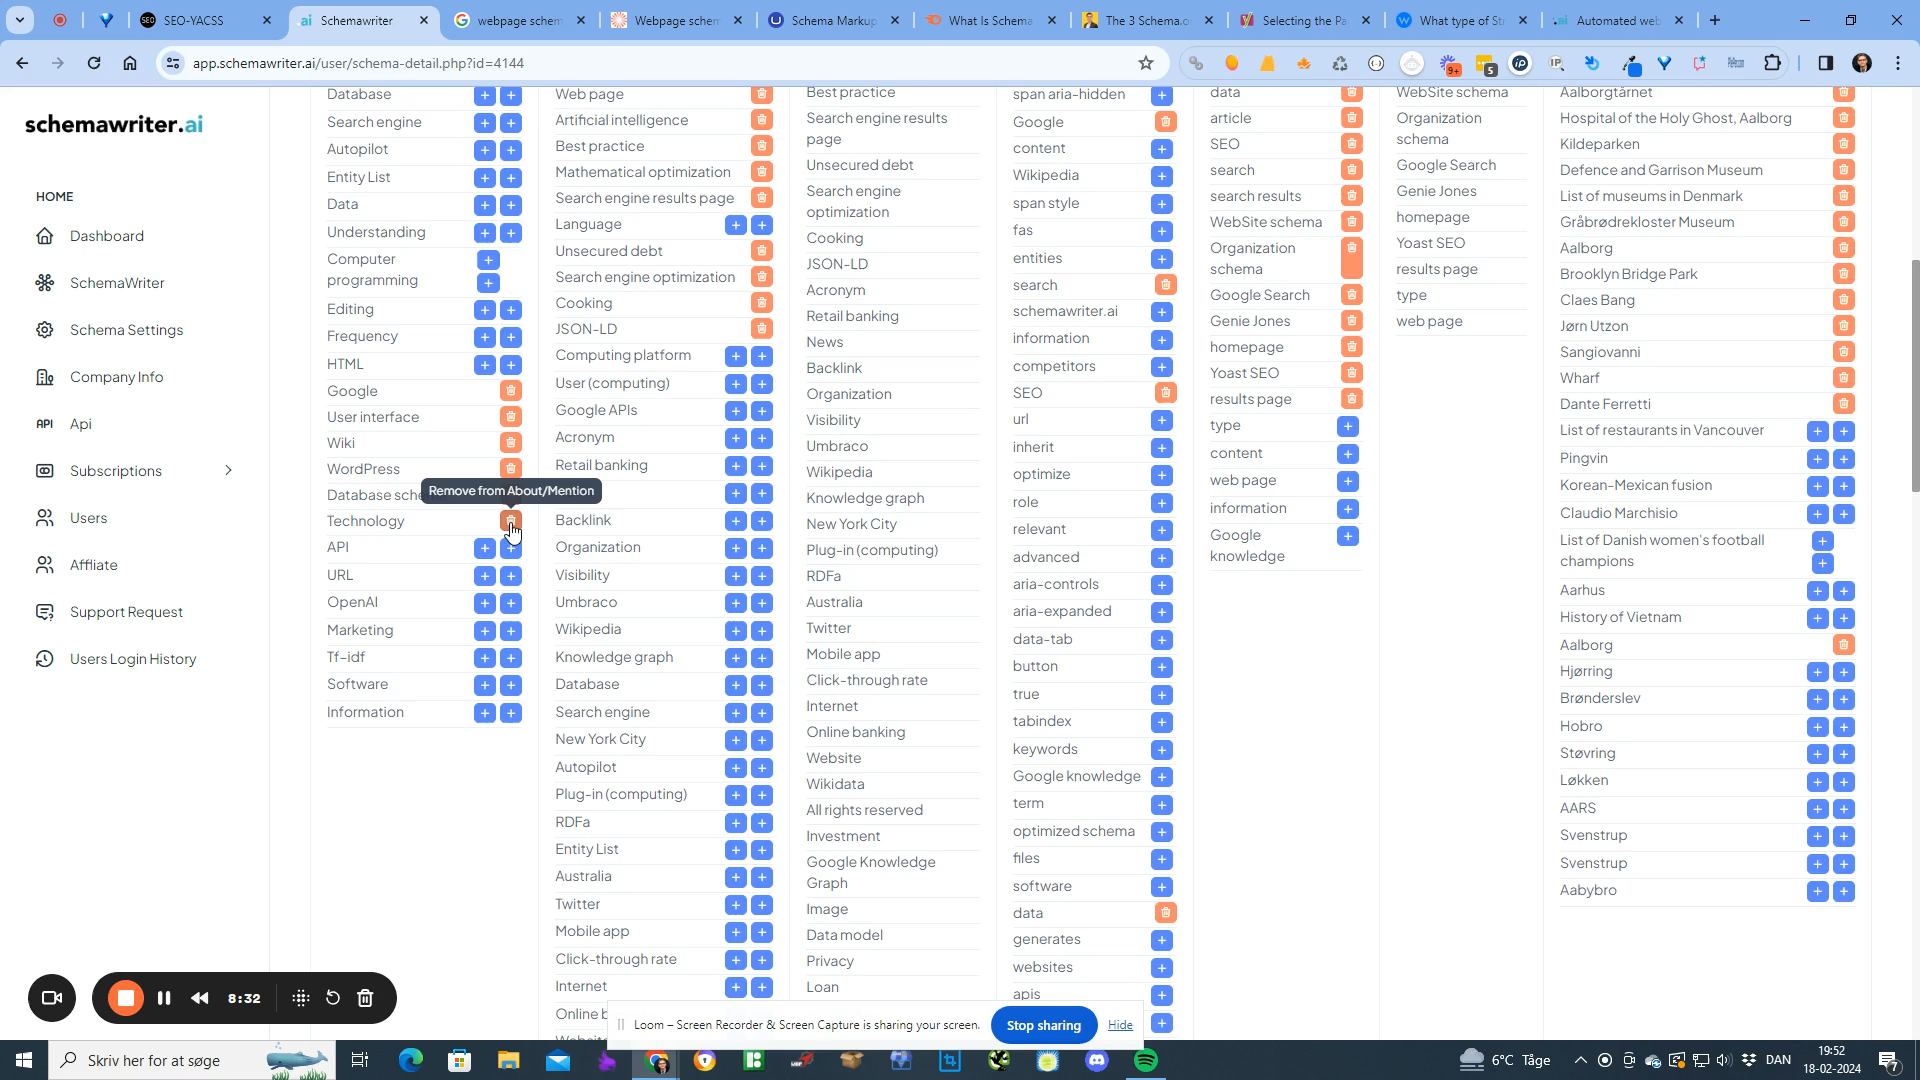 SEO-YACSS
Schemawriter
webpage schem
Webpage schem
Schema Markup
What Is Schema
The 3 Schema.o
Selecting the Pa
What type of St
Automated web
app.schemawriter.ai/user/schema-detail.php?id=4144
9+
5
schemawriter.ai
HOME
Dashboard
SchemaWriter
Schema Settings
Company Info
API Api
Subscriptions
Users
Affliate
Support Request
Users Login History
Database
Search engine
Autopilot
Entity List
Data
Understanding
Computer
programming
Editing
Frequency
HTML
Google
User interface
Wiki
WordPress
Database sche
Remove from About/Mention
Technology
API
URL
OpenAI
Marketing
Tf-idf
Software
Information
Web page
Artificial intelligence
Best practice
Mathematical optimization
Search engine results page
Language
Unsecured debt
Search engine optimization
Cooking
JSON-LD
Computing platform
User (computing)
Google APIs
Acronym
Retail banking
Backlink
Organization
Visibility
Umbraco
Wikipedia
Knowledge graph
Database
Search engine
New York City
Autopilot
Plug-in (computing)
RDFa
Entity List
Australia
Twitter
Mobile app
Click-through rate
Internet
Online b
Best practice
Search engine results
page
Unsecured debt
Search engine
optimization
Cooking
JSON-LD
Acronym
Retail banking
News
Backlink
Organization
Visibility
Umbraco
Wikipedia
Knowledge graph
New York City
Plug-in (computing)
RDFa
Australia
Twitter
Mobile app
Click-through rate
Internet
Online banking
Website
Wikidata
All rights reserved
Investment
Google Knowledge
Graph
Image
Data model
Privacy
Loan
span aria-hidden
Google
content
Wikipedia
span style
fas
entities
search
schemawriter.ai
information
competitors
SEO
url
inherit
optimize
role
relevant
advanced
aria-controls
aria-expanded
data-tab
button
true
tabindex
keywords
Google knowledge
term
optimized schema
files
software
data
generates
websites
apis
data
article
SEO
search
search results
WebSite schema
Organization
schema
Google Search
Genie Jones
homepage
Yoast SEO
results page
type
content
web page
information
Google
knowledge
WebSite schema
Organization
schema
Google Search
Genie Jones
homepage
Yoast SEO
results page
type
web page
Aalborgtårnet
Hospital of the Holy Ghost, Aalborg
Kildeparken
Defence and Garrison Museum
List of museums in Denmark
Gråbrødrekloster Museum
Aalborg
Brooklyn Bridge Park
Claes Bang
Jørn Utzon
Sangiovanni
Wharf
Dante Ferretti
List of restaurants in Vancouver
Pingvin
Korean-Mexican fusion
Claudio Marchisio
List of Danish women's football
champions
Aarhus
History of Vietnam
Aalborg
Hjørring
Brønderslev
Hobro
Støvring
Løkken
AARS
Svenstrup
Svenstrup
Aabybro
8:32
Loom – Screen Recorder & Screen Capture is sharing your screen.
Stop sharing
Hide
Skriv her for at søge
6°C Tåge
DAN
19:52
18-02-2024
7